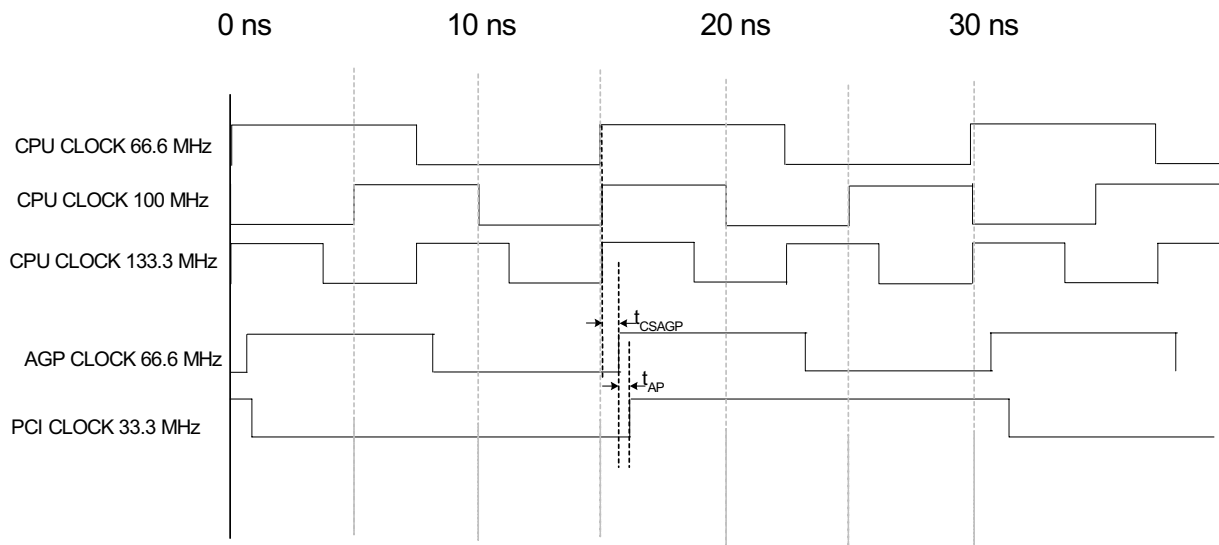 0 ns 10 ns 20 ns 30 ns
CPU CLOCK 66.6 MHz
CPU CLOCK 100 MHz
CPU CLOCK 133.3 MHz
tCSAGP
AGP CLOCK 66.6 MHz
tAP
PCI CLOCK 33.3 MHz